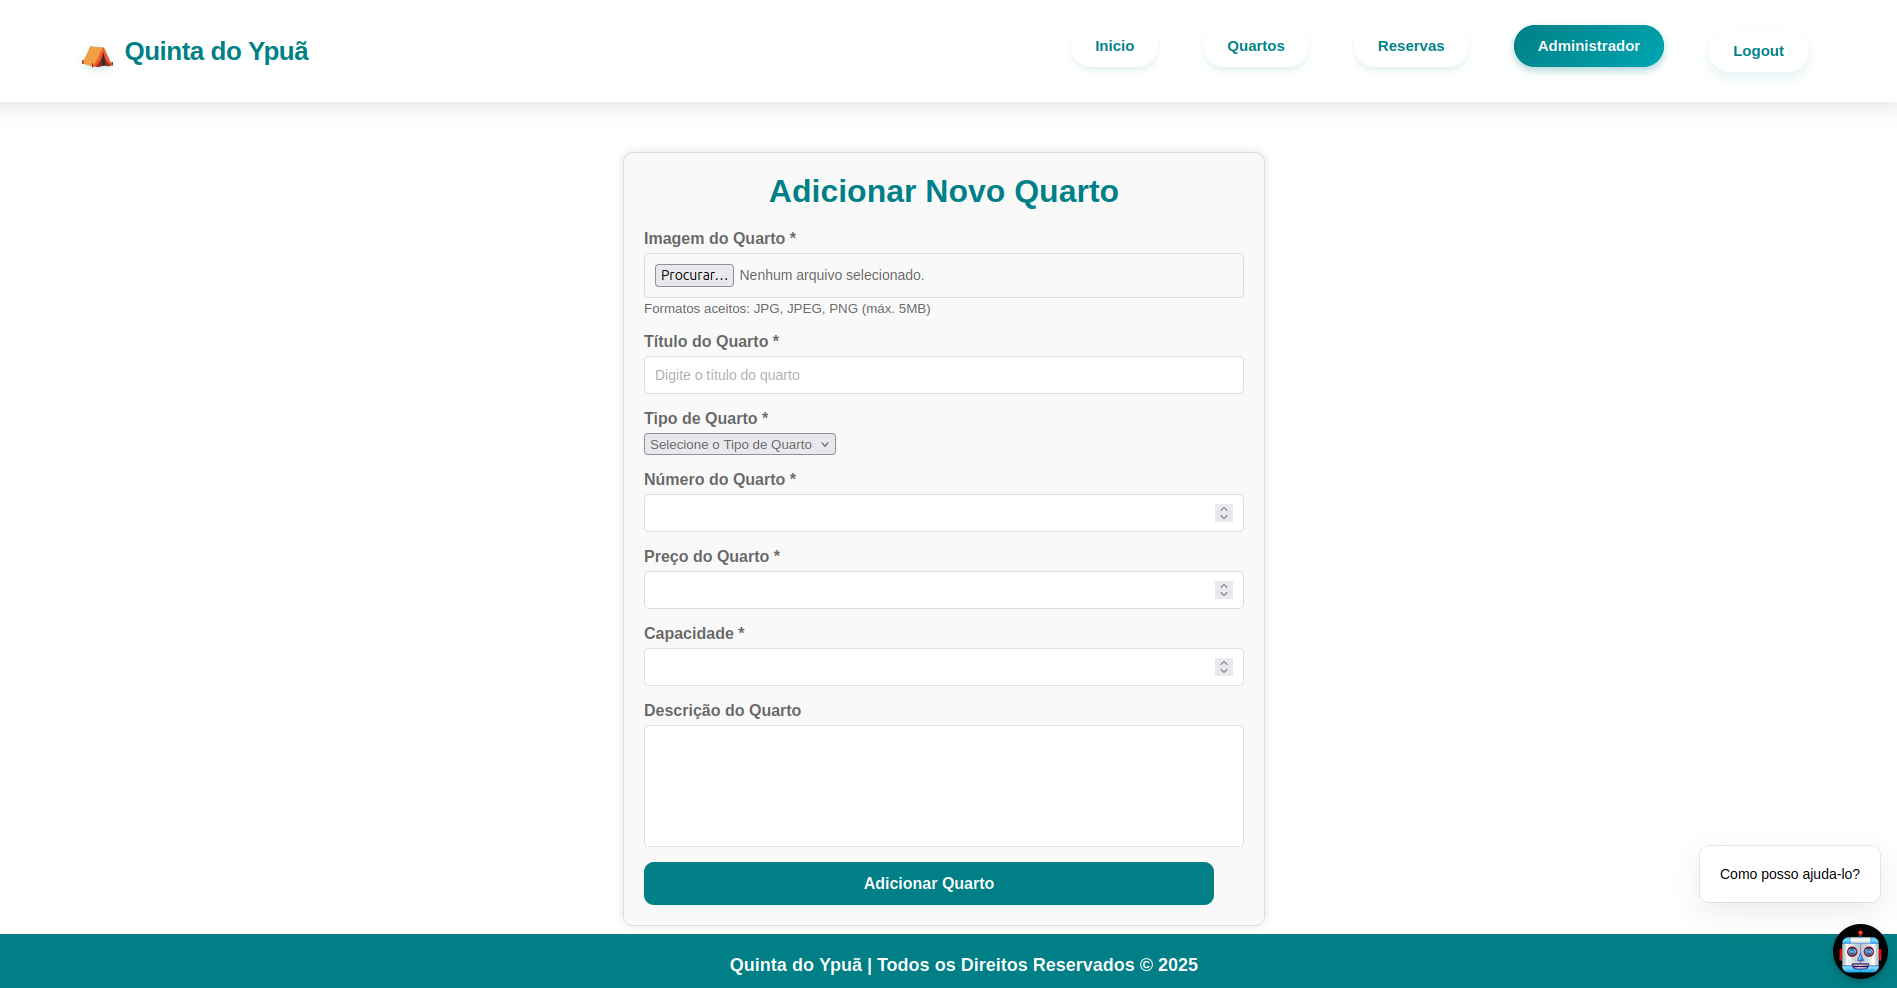 Quinta do Ypuã
Inicio
Quartos
Reservas
Administrador
Logout
Adicionar Novo Quarto
Imagem do Quarto *
Procurar... Nenhum arquivo selecionado.
Formatos aceitos: JPG, JPEG, PNG (máx. 5MB)
Título do Quarto *
Digite o título do quarto
Tipo de Quarto *
Selecione o Tipo de Quarto
Número do Quarto *
Preço do Quarto *
Capacidade *
Descrição do Quarto
Adicionar Quarto
Como posso ajuda-lo?
Quinta do Ypuã | Todos os Direitos Reservados © 2025